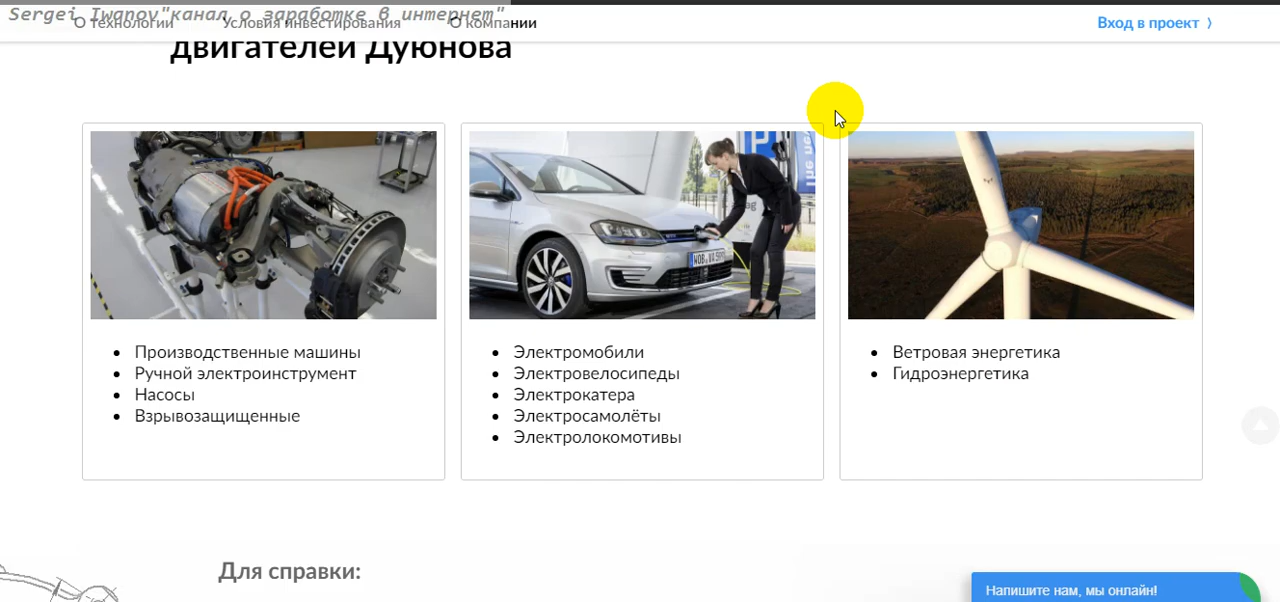 Sergei Iwanov"канал о заработке в интернет"
О технологии Условия инвестирования О компании
Вход в проект
двигателей Дуюнова
Производственные машины
Ручной электроинструмент
Насосы
Взрывозащищенные
Электромобили
Электровелосипеды
Электрокатера
Электросамолёты
Электролокомотивы
Ветровая энергетика
Гидроэнергетика
Для справки:
Напишите нам, мы онлайн!